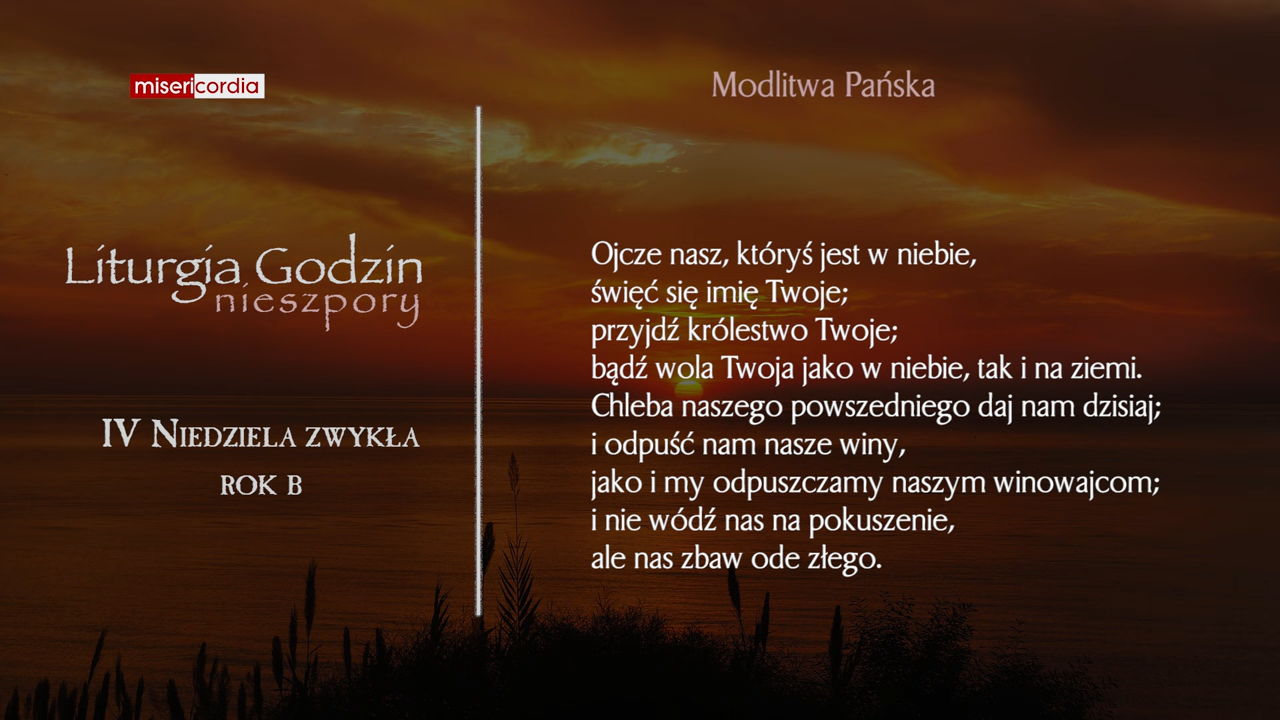 misericordia
Liturgia Godzin
nieszpory
IV Niedziela zwykła
rok B
Modlitwa Pańska
Ojcze nasz, któryś jest w niebie,
święć się imię Twoje;
przyjdź królestwo Twoje;
bądź wola Twoja jako w niebie, tak i na ziemi.
Chleba naszego powszedniego daj nam dzisiaj;
i odpuść nam nasze winy,
jako i my odpuszczamy naszym winowajcom;
i nie wódź nas na pokuszenie,
ale nas zbaw ode złego.